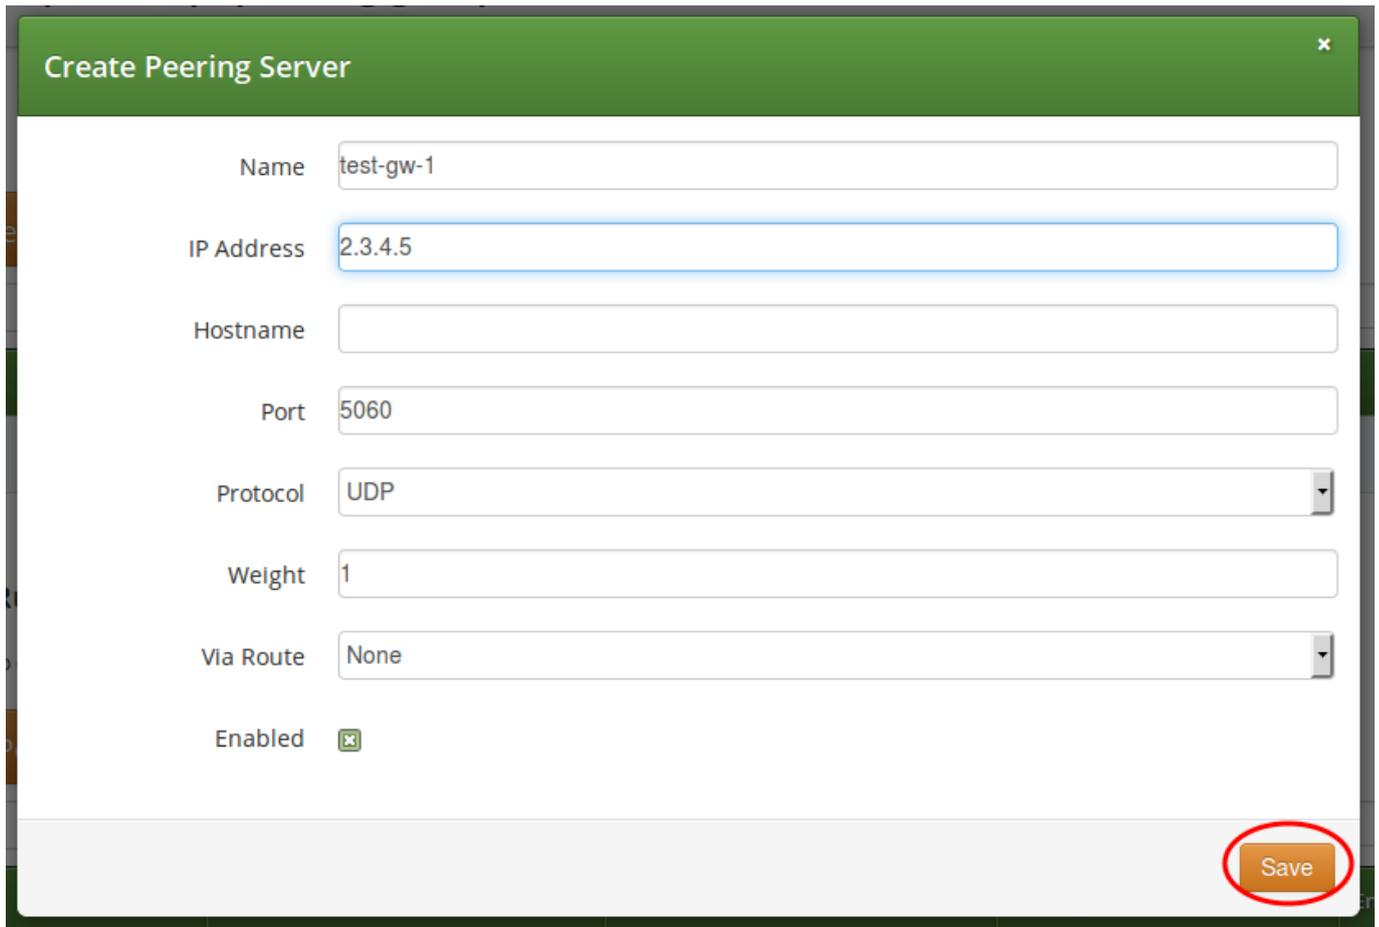 Create Peering Server
×
Name test-gw-1
IP Address 2.3.4.5
Hostname
Port 5060
Protocol UDP
Weight 1
Via Route None
Enabled
Save